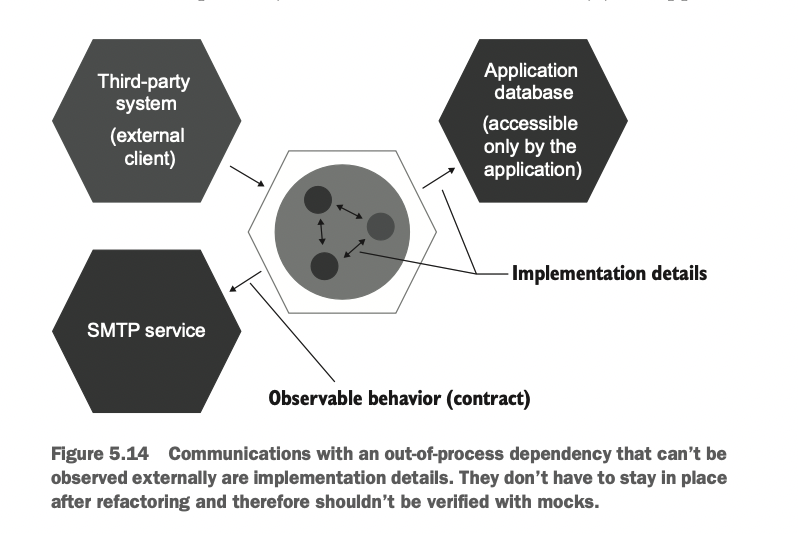 Third-party
system
(external
client)
Application
database
(accessible
only by the
application)
Implementation details
SMTP service
Observable behavior (contract)
Figure 5.14 Communications with an out-of-process dependency that can’t be
observed externally are implementation details. They don’t have to stay in place
after refactoring and therefore shouldn’t be verified with mocks.